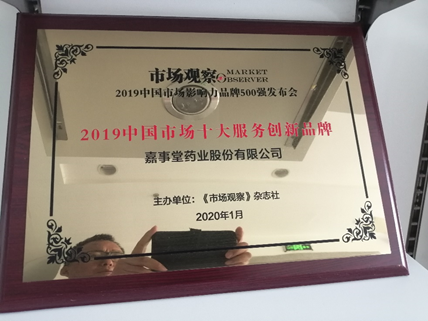 市场观察 MARKET OBSERVER
2019中国市场影响力品牌500强发布会
2019中国市场十大服务创新品牌
嘉事堂药业股份有限公司
主办单位：《市场观察》杂志社
2020年1月